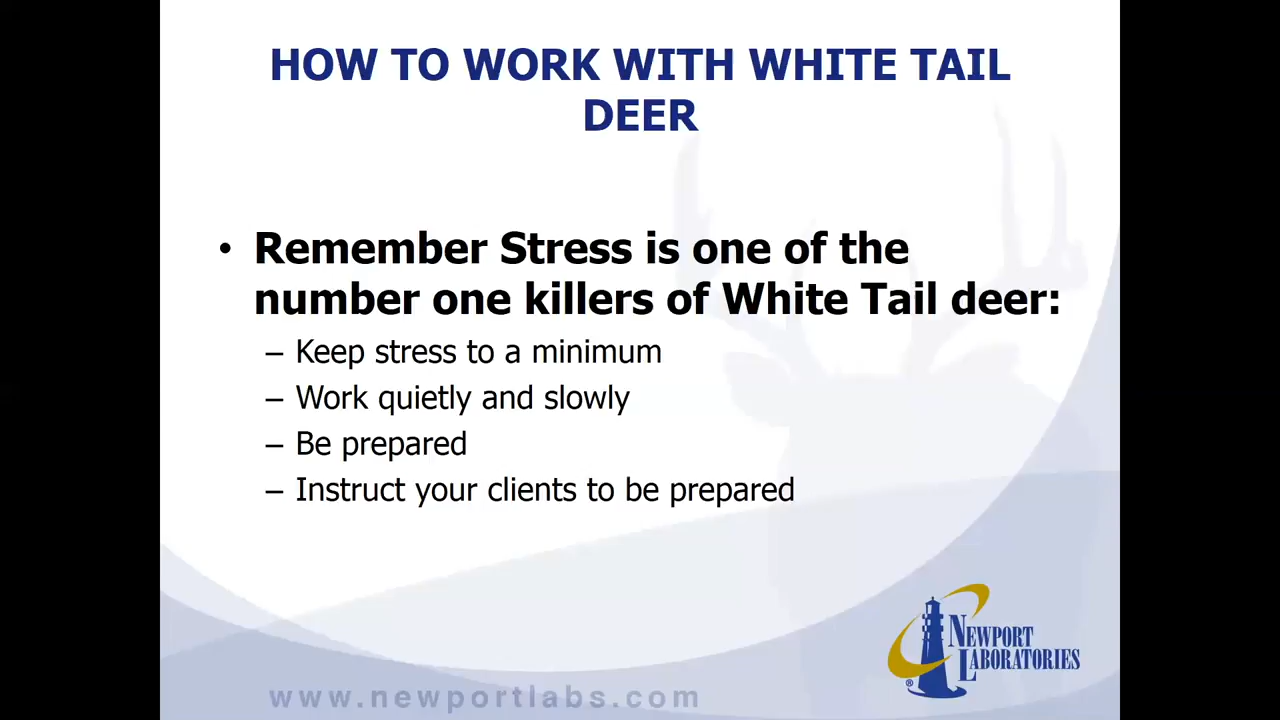 HOW TO WORK WITH WHITE TAIL
DEER
• Remember Stress is one of the
number one killers of White Tail deer:
– Keep stress to a minimum
– Work quietly and slowly
– Be prepared
– Instruct your clients to be prepared
NEWPORT
LABORATORIES
®
www.newportlabs.com